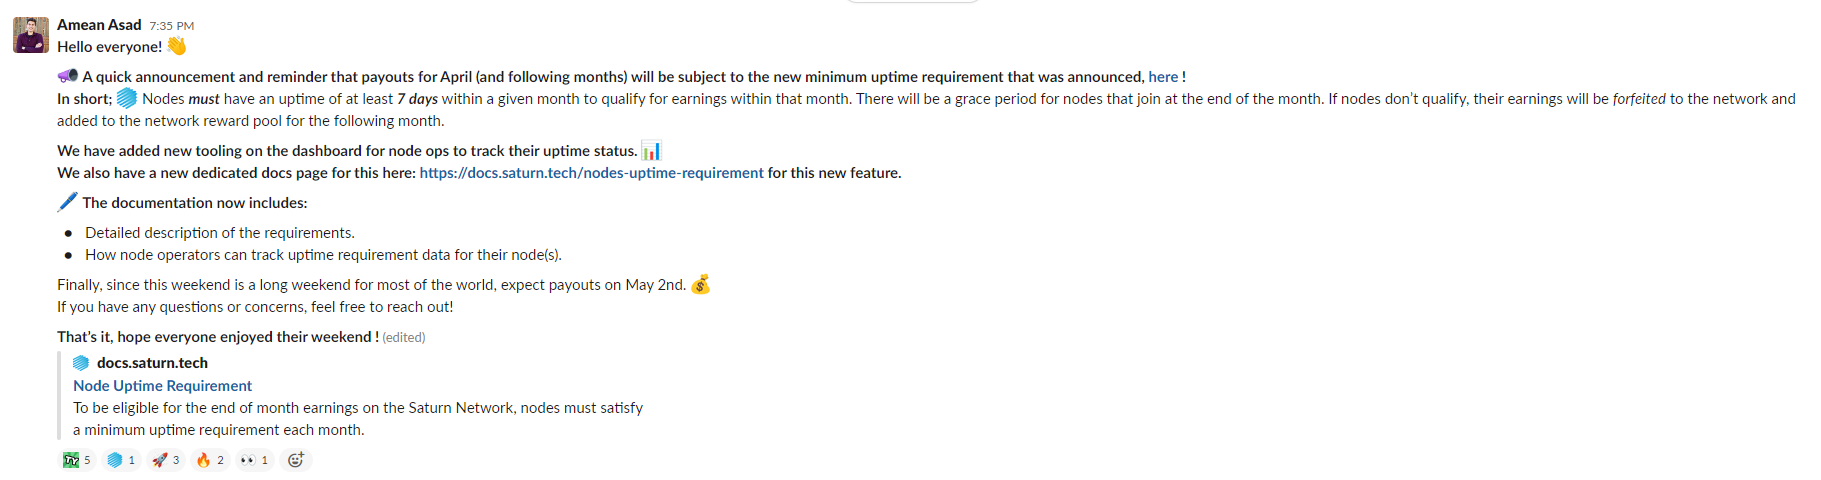 Amean Asad 7:35 PM
Hello everyone! 👋
📣 A quick announcement and reminder that payouts for April (and following months) will be subject to the new minimum uptime requirement that was announced, here !
In short; Nodes must have an uptime of at least 7 days within a given month to qualify for earnings within that month. There will be a grace period for nodes that join at the end of the month. If nodes don’t qualify, their earnings will be forfeited to the network and
added to the network reward pool for the following month.
We have added new tooling on the dashboard for node ops to track their uptime status. 📊
We also have a new dedicated docs page for this here: https://docs.saturn.tech/nodes-uptime-requirement for this new feature.
🖊️ The documentation now includes:
• Detailed description of the requirements.
• How node operators can track uptime requirement data for their node(s).
Finally, since this weekend is a long weekend for most of the world, expect payouts on May 2nd. 💰
If you have any questions or concerns, feel free to reach out!
That’s it, hope everyone enjoyed their weekend ! (edited)
docs.saturn.tech
Node Uptime Requirement
To be eligible for the end of month earnings on the Saturn Network, nodes must satisfy
a minimum uptime requirement each month.
5 1 🚀 3 🔥 2 👀 1